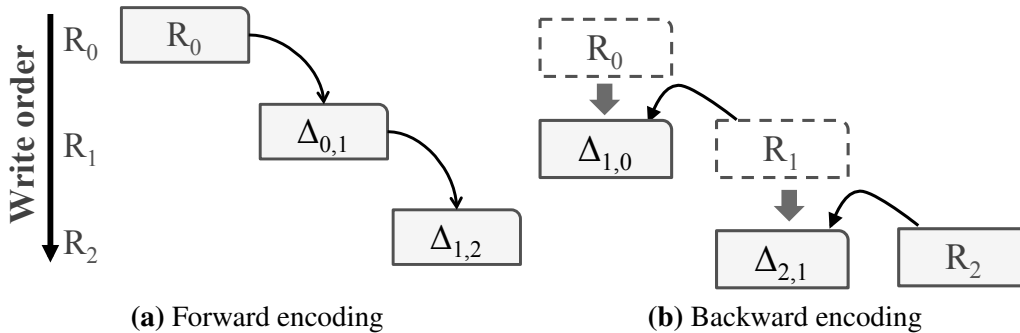 Write order
R0
R1
R2
R0
Δ0,1
Δ1,2
(a) Forward encoding
R0
Δ1,0
R1
Δ2,1
R2
(b) Backward encoding